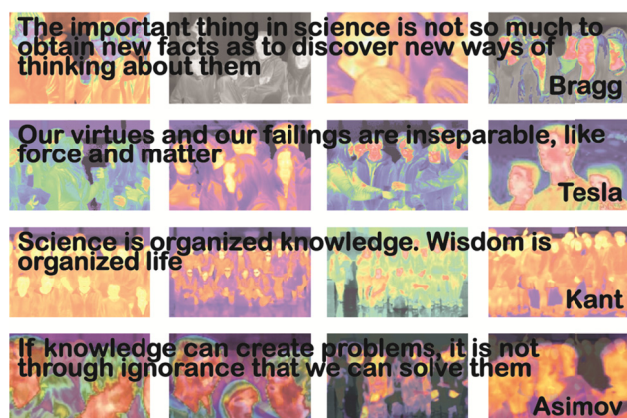 The important thing in science is not so much to
obtain new facts as to discover new ways of
thinking about them
Bragg
Our virtues and our failings are inseparable, like
force and matter
Tesla
Science is organized knowledge. Wisdom is
organized life
Kant
If knowledge can create problems, it is not
through ignorance that we can solve them
Asimov